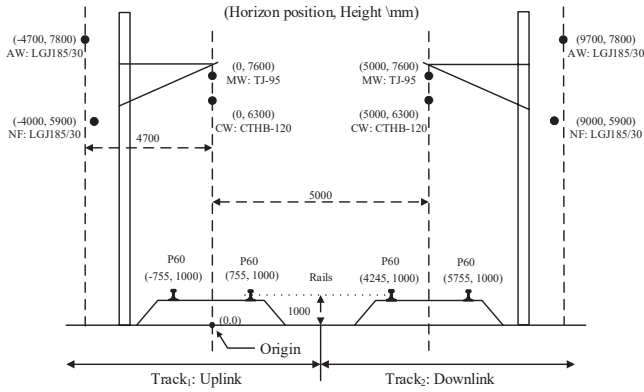 (Horizon position, Height \mm)
(-4700, 7800)
AW: LGJ185/30
(0, 7600)
MW: TJ-95
(5000, 7600)
MW: TJ-95
(9700, 7800)
AW: LGJ185/30
(-4000, 5900)
NF: LGJ185/30
(0, 6300)
CW: CTHB-120
(5000, 6300)
CW: CTHB-120
(9000, 5900)
NF: LGJ185/30
4700
5000
P60
(-755, 1000)
P60
(755, 1000)
Rails
P60
(4245, 1000)
P60
(5755, 1000)
1000
(0,0)
Origin
Track₁: Uplink
Track₂: Downlink